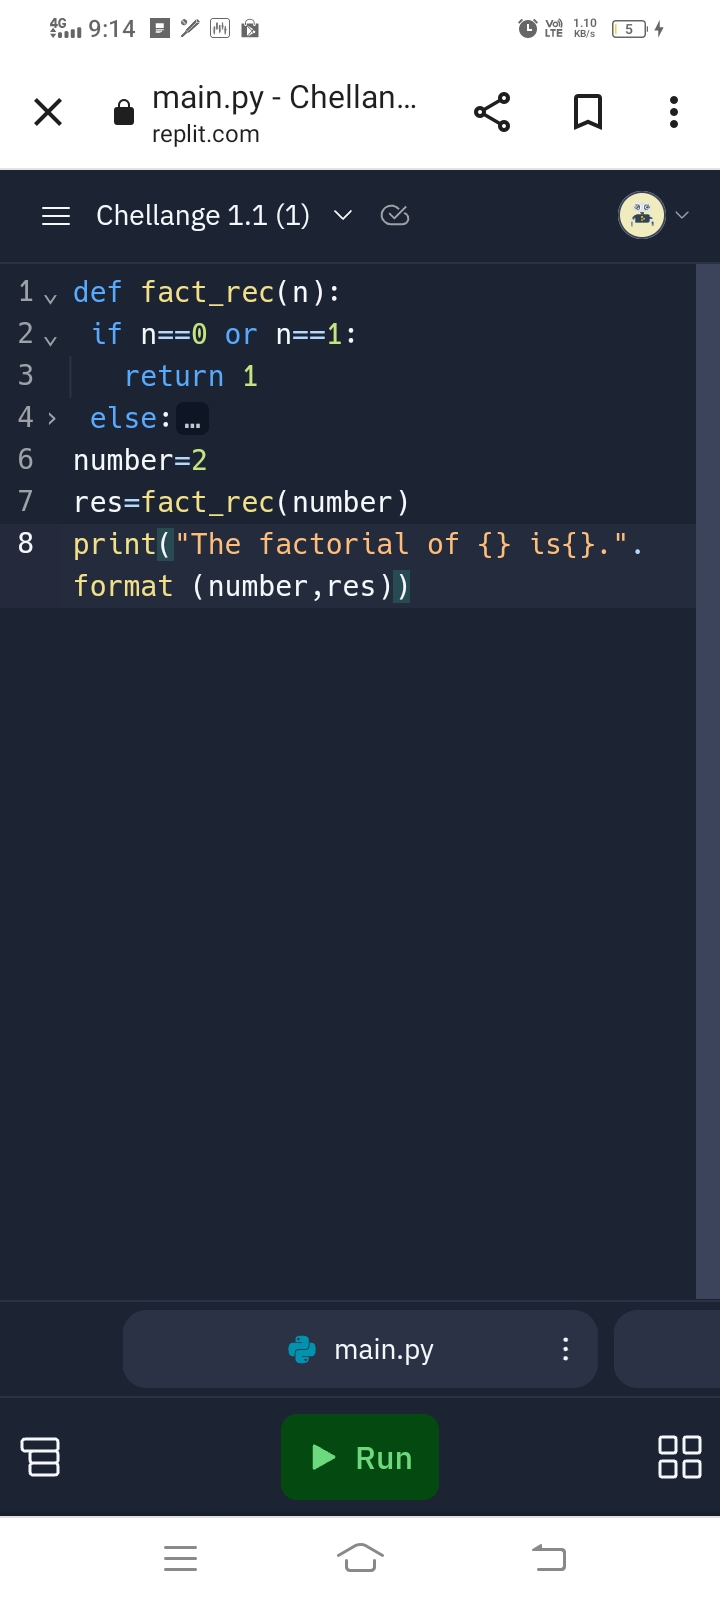 4G 9:14 Vo) LTE 1.10 KB/s 5
main.py - Chellan...
replit.com
Chellange 1.1 (1)
1 def fact_rec(n):
2 if n==0 or n==1:
3 return 1
4 else:...
6 number=2
7 res=fact_rec(number)
8 print("The factorial of {} is{}.".
format (number,res))
main.py
Run